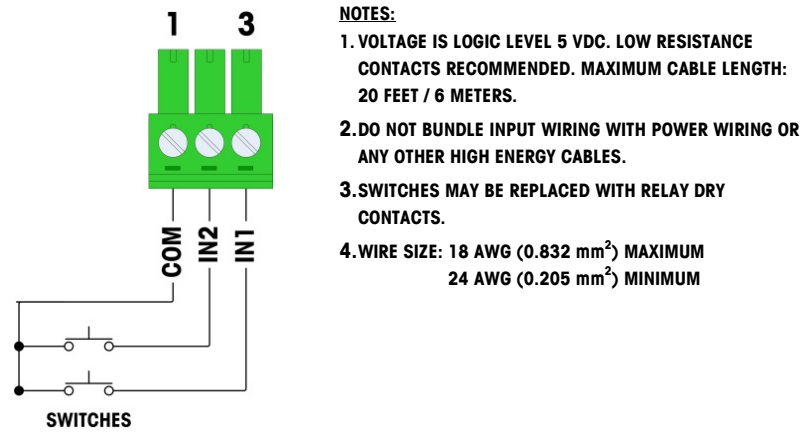 1 3
COM
IN2
IN1
SWITCHES
NOTES:
1. VOLTAGE IS LOGIC LEVEL 5 VDC. LOW RESISTANCE
CONTACTS RECOMMENDED. MAXIMUM CABLE LENGTH:
20 FEET / 6 METERS.
2.DO NOT BUNDLE INPUT WIRING WITH POWER WIRING OR
ANY OTHER HIGH ENERGY CABLES.
3.SWITCHES MAY BE REPLACED WITH RELAY DRY
CONTACTS.
4.WIRE SIZE: 18 AWG (0.832 mm²) MAXIMUM
24 AWG (0.205 mm²) MINIMUM